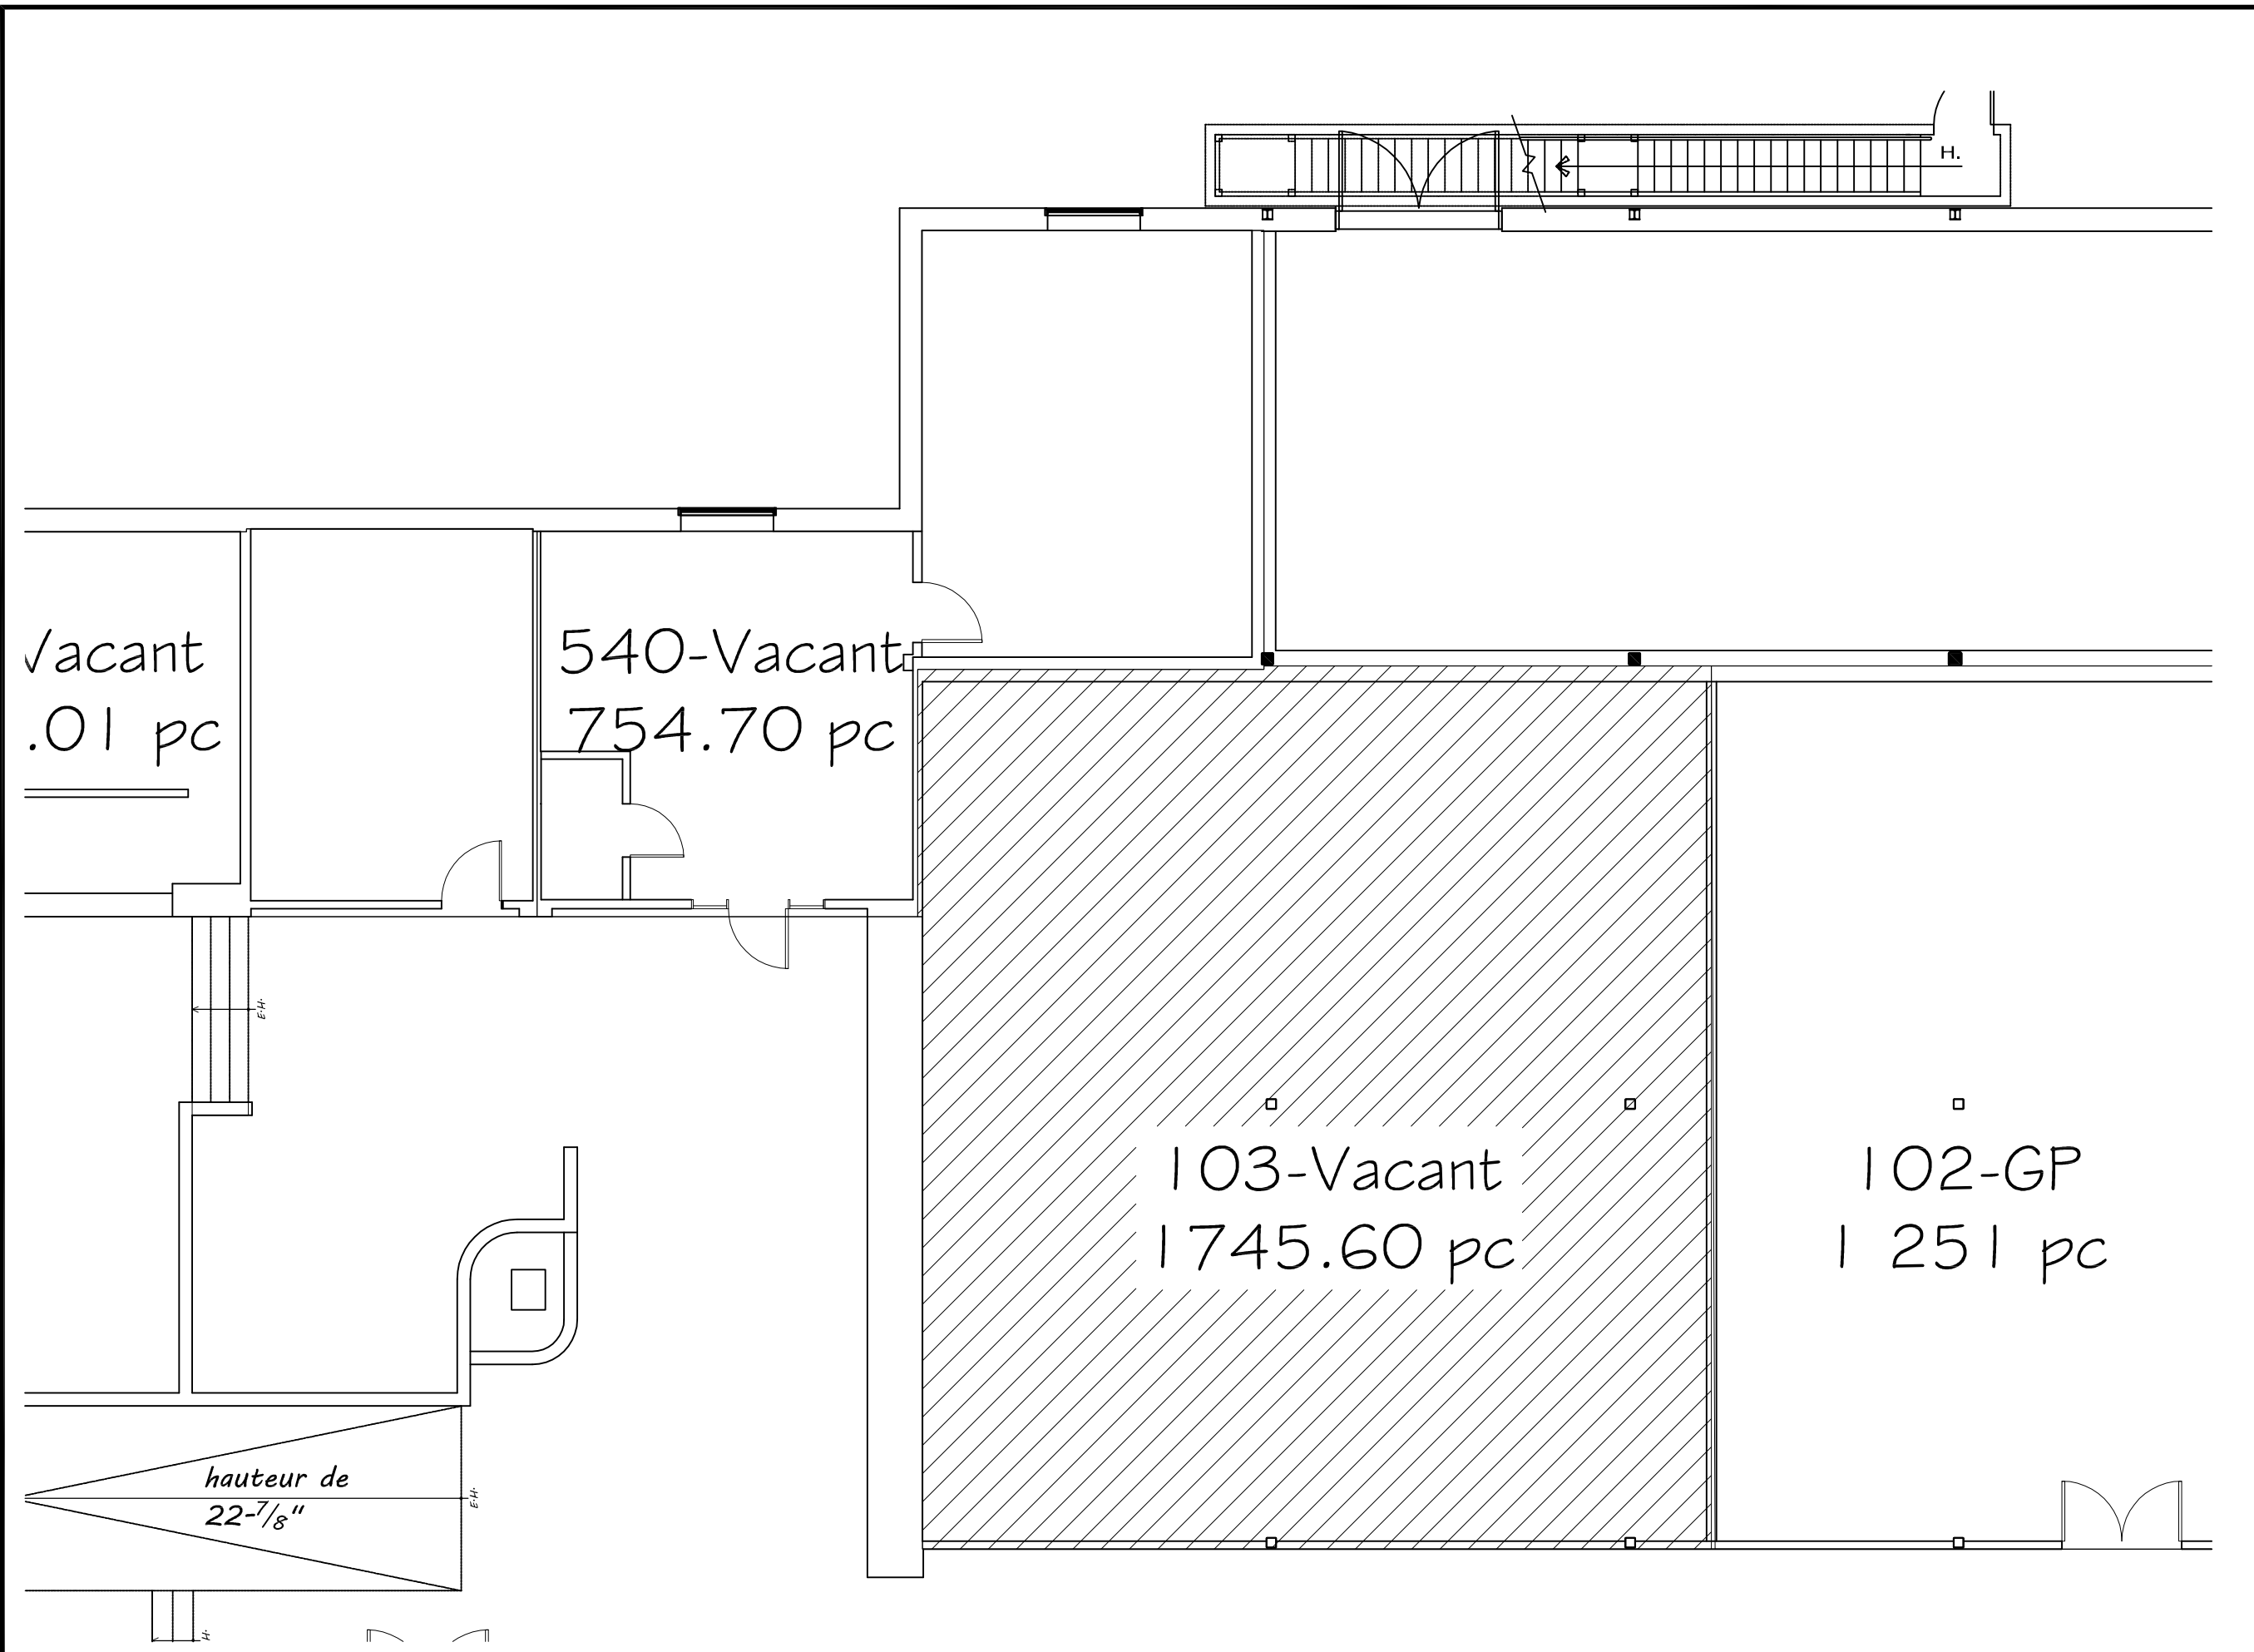 H.
Vacant
.01 pc
540-Vacant
754.70 pc
E.H.
103-Vacant
1745.60 pc
102-GP
1 251 pc
hauteur de
22-7/8"
E.H.
H.